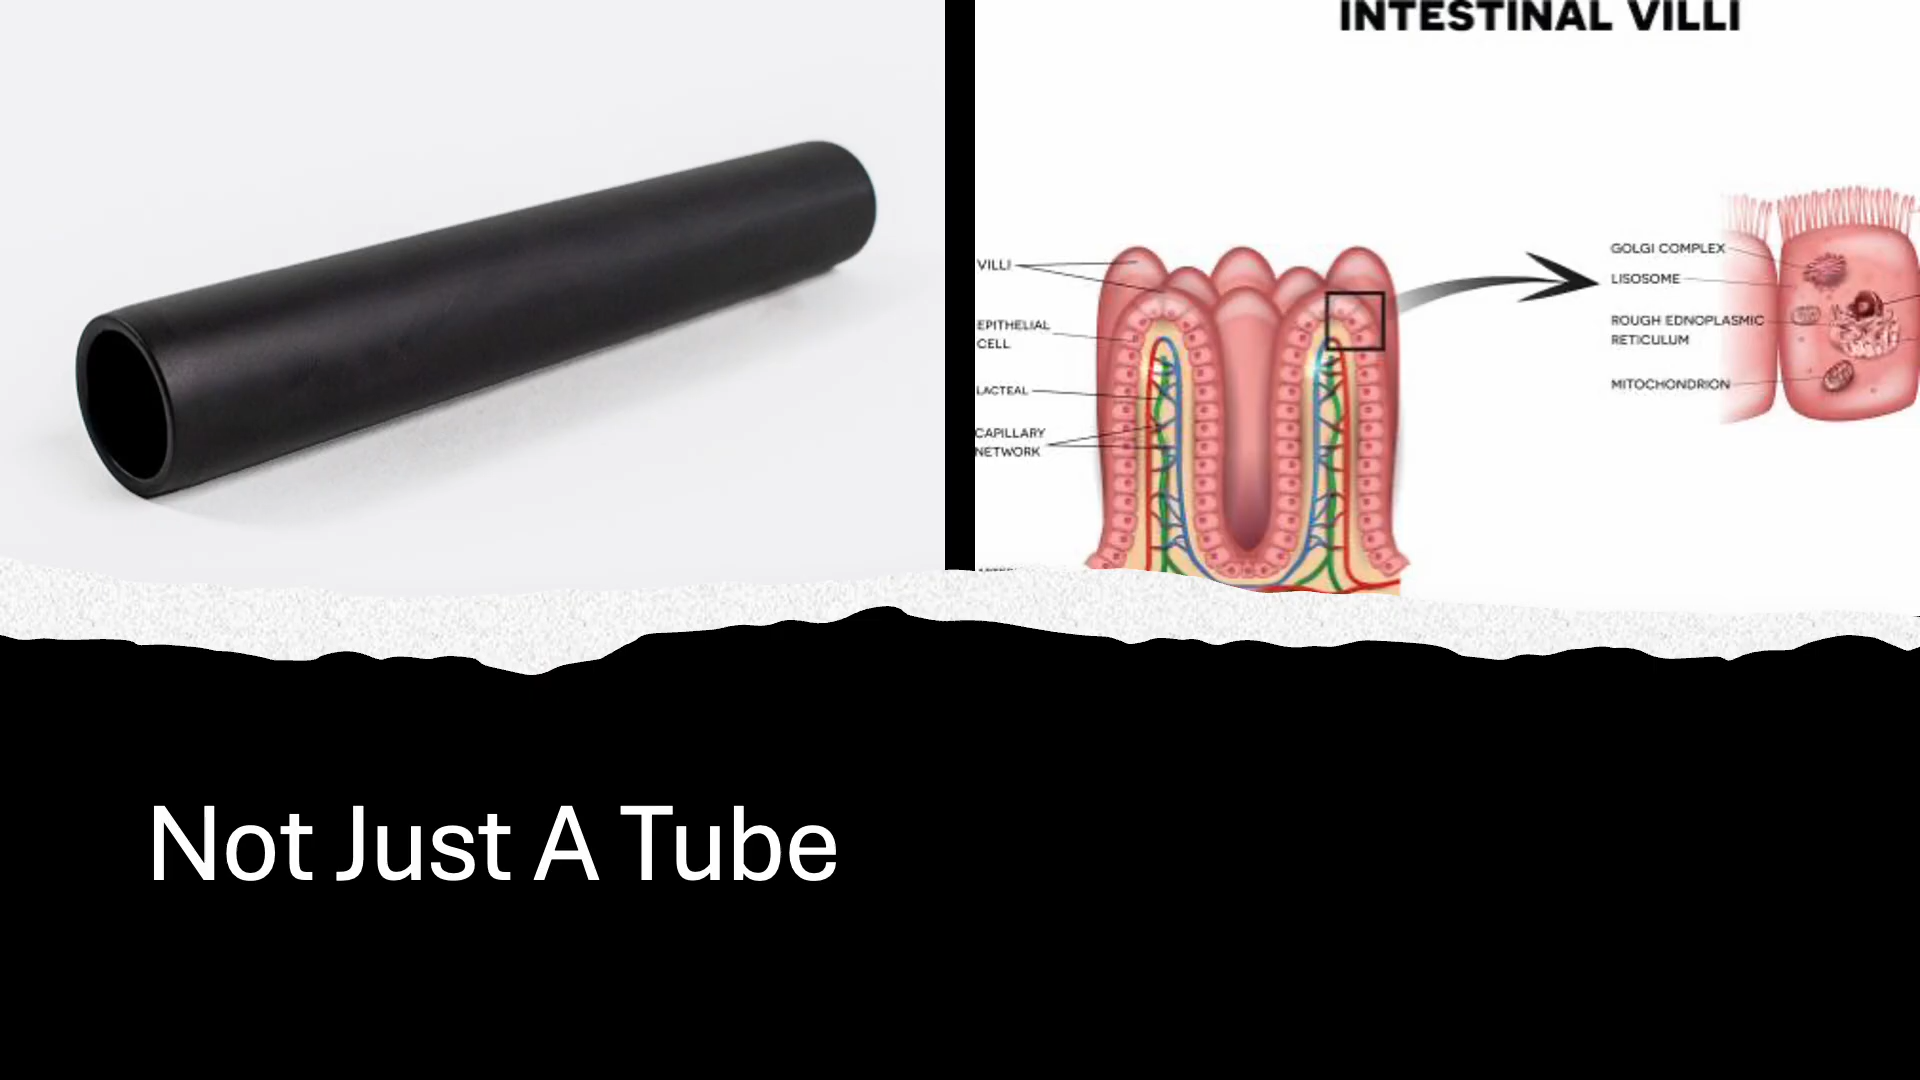 INTESTINAL VILLI
VILLI
EPITHELIAL
CELL
LACTEAL
CAPILLARY
NETWORK
GOLGI COMPLEX
LISOSOME
ROUGH EDNOPLASMIC
RETICULUM
MITOCHONDRION
Not Just A Tube